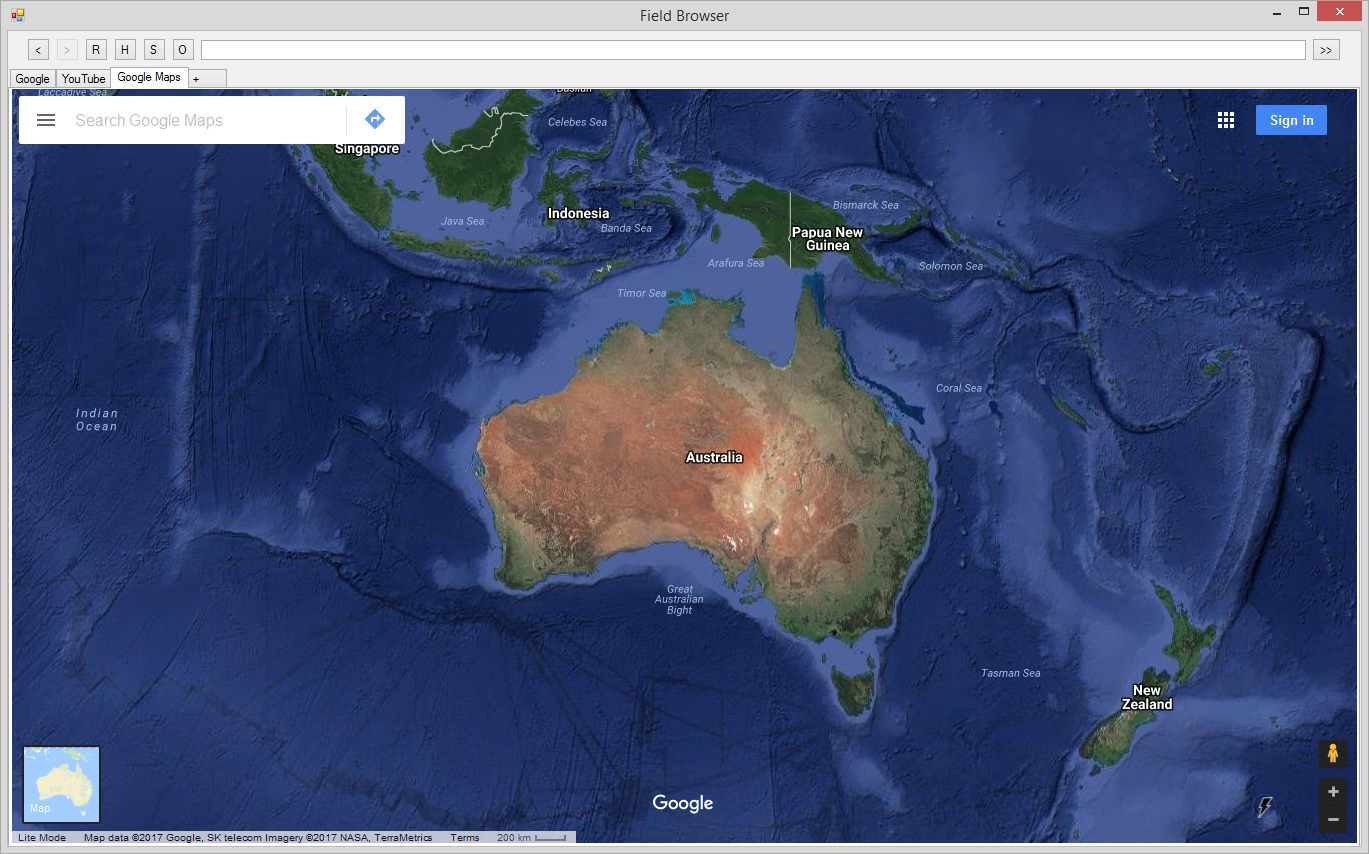 Field Browser
< > R H S O >>
Google YouTube Google Maps +
Laccadive Sea
Search Google Maps
Sign in
Celebes Sea
Singapore
Indonesia
Java Sea
Banda Sea
Bismarck Sea
Papua New
Guinea
Arafura Sea
Solomon Sea
Timor Sea
Coral Sea
Indian
Ocean
Australia
Great
Australian
Bight
Tasman Sea
New
Zealand
Map
Google
+
−
Lite Mode Map data ©2017 Google, SK telecom Imagery ©2017 NASA, TerraMetrics Terms 200 km